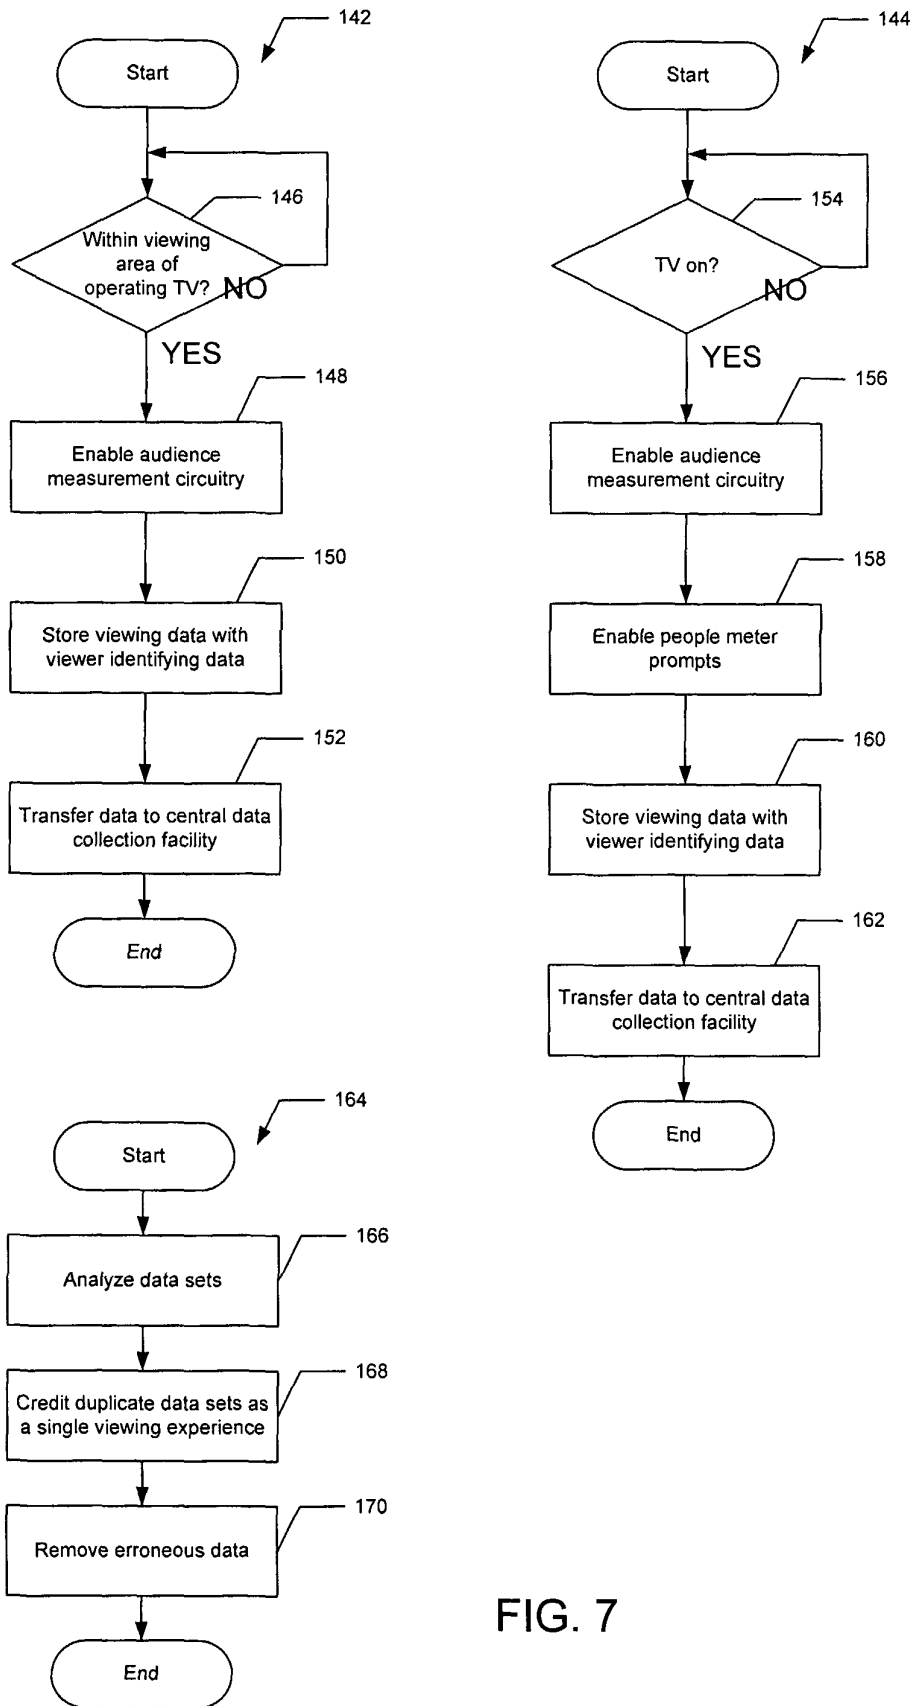 142
Start
146
Within viewing
area of
operating TV?
NO
YES
148
Enable audience
measurement circuitry
150
Store viewing data with
viewer identifying data
152
Transfer data to central data
collection facility
End
144
Start
154
TV on?
NO
YES
156
Enable audience
measurement circuitry
158
Enable people meter
prompts
160
Store viewing data with
viewer identifying data
162
Transfer data to central data
collection facility
End
164
Start
166
Analyze data sets
168
Credit duplicate data sets as
a single viewing experience
170
Remove erroneous data
End
FIG. 7